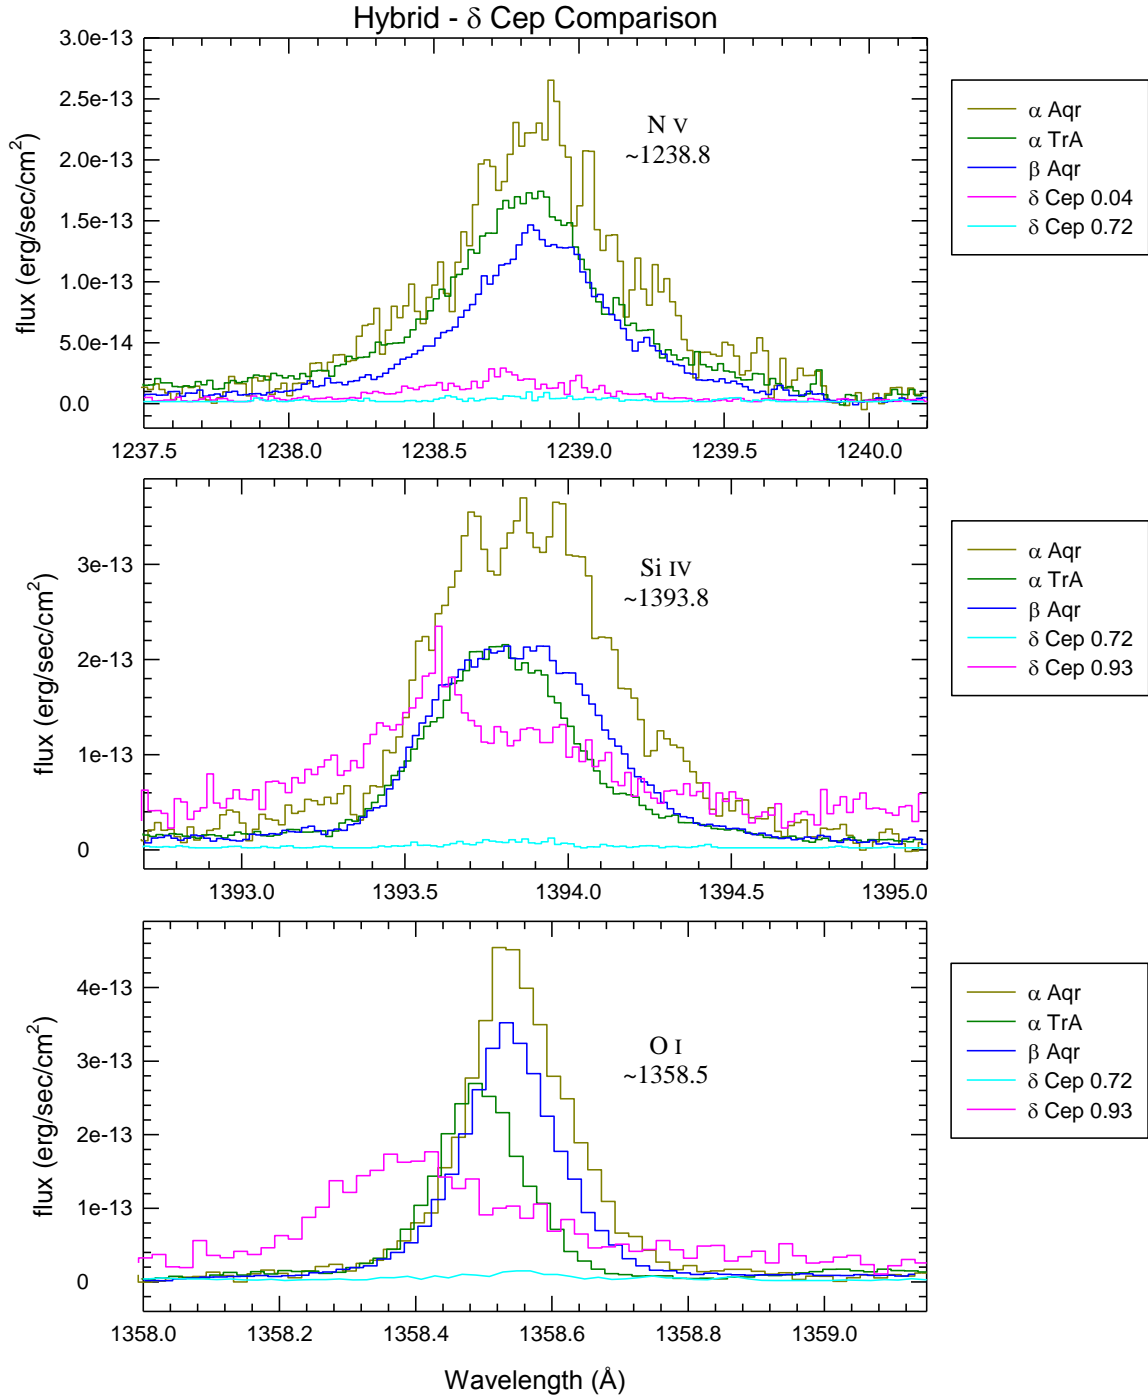 Hybrid - δ Cep Comparison
3.0e-13
2.5e-13
2.0e-13
1.5e-13
1.0e-13
5.0e-14
0.0
flux (erg/sec/cm²)
N V
~1238.8
1237.5 1238.0 1238.5 1239.0 1239.5 1240.0
α Aqr
α TrA
β Aqr
δ Cep 0.04
δ Cep 0.72
3e-13
2e-13
1e-13
0
flux (erg/sec/cm²)
Si IV
~1393.8
1393.0 1393.5 1394.0 1394.5 1395.0
α Aqr
α TrA
β Aqr
δ Cep 0.72
δ Cep 0.93
4e-13
3e-13
2e-13
1e-13
0
flux (erg/sec/cm²)
O I
~1358.5
1358.0 1358.2 1358.4 1358.6 1358.8 1359.0
Wavelength (Å)
α Aqr
α TrA
β Aqr
δ Cep 0.72
δ Cep 0.93